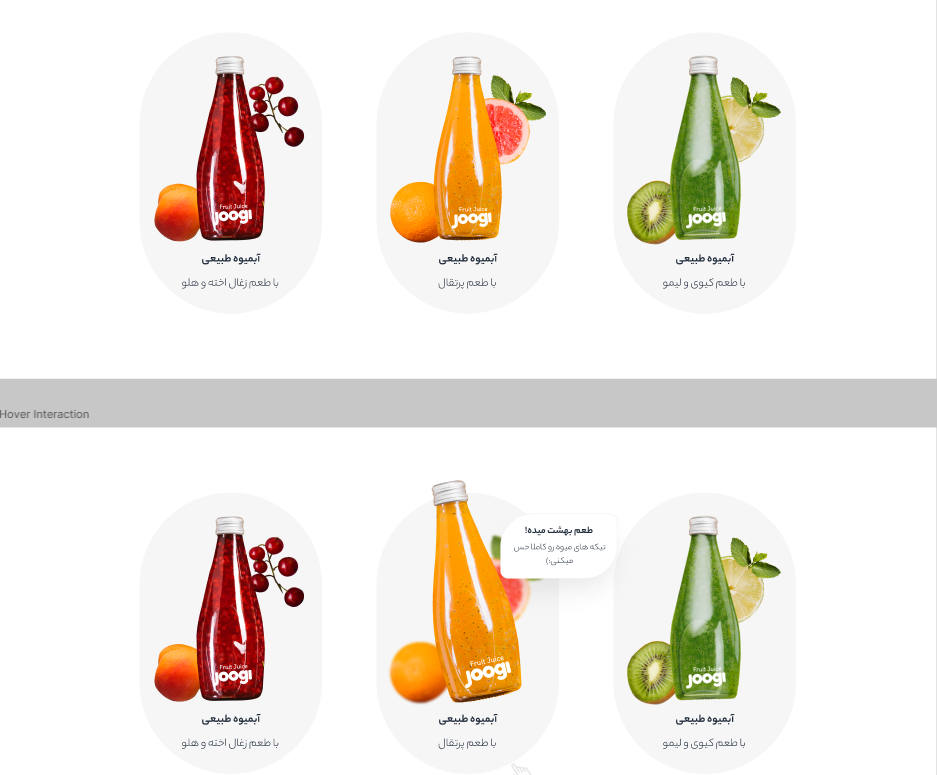 Fruit Juice
joogi
آبمیوه طبیعی
با طعم کیوی و لیمو
Fruit Juice
joogi
آبمیوه طبیعی
با طعم پرتقال
Fruit Juice
joogi
آبمیوه طبیعی
با طعم زغال اخته و هلو
Hover Interaction
Fruit Juice
joogi
آبمیوه طبیعی
با طعم کیوی و لیمو
طعم بهشت میده!
تیکه های میوه رو کاملا حس
میکنی:)
Fruit Juice
joogi
آبمیوه طبیعی
با طعم پرتقال
Fruit Juice
joogi
آبمیوه طبیعی
با طعم زغال اخته و هلو